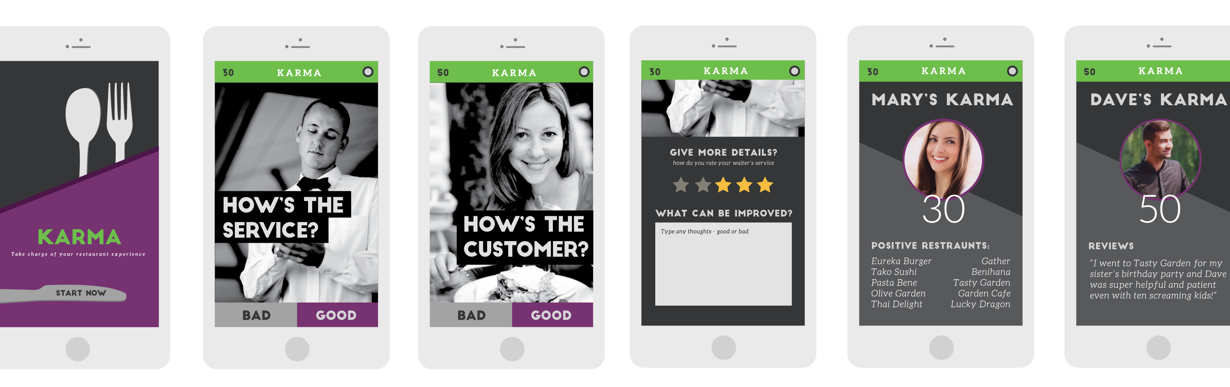 KARMA
Take charge of your restaurant experience
START NOW
30 KARMA
HOW'S THE
SERVICE?
BAD GOOD
50 KARMA
HOW'S THE
CUSTOMER?
BAD GOOD
30 KARMA
GIVE MORE DETAILS?
how do you rate your waiter's service
WHAT CAN BE IMPROVED?
Type any thoughts - good or bad
30 KARMA
MARY'S KARMA
30
POSITIVE RESTRAUNTS:
Eureka Burger Gather
Tako Sushi Benihana
Pasta Bene Tasty Garden
Olive Garden Garden Cafe
Thai Delight Lucky Dragon
50 KARMA
DAVE'S KARMA
50
REVIEWS
"I went to Tasty Garden for my
sister's birthday party and Dave
was super helpful and patient
even with ten screaming kids!"